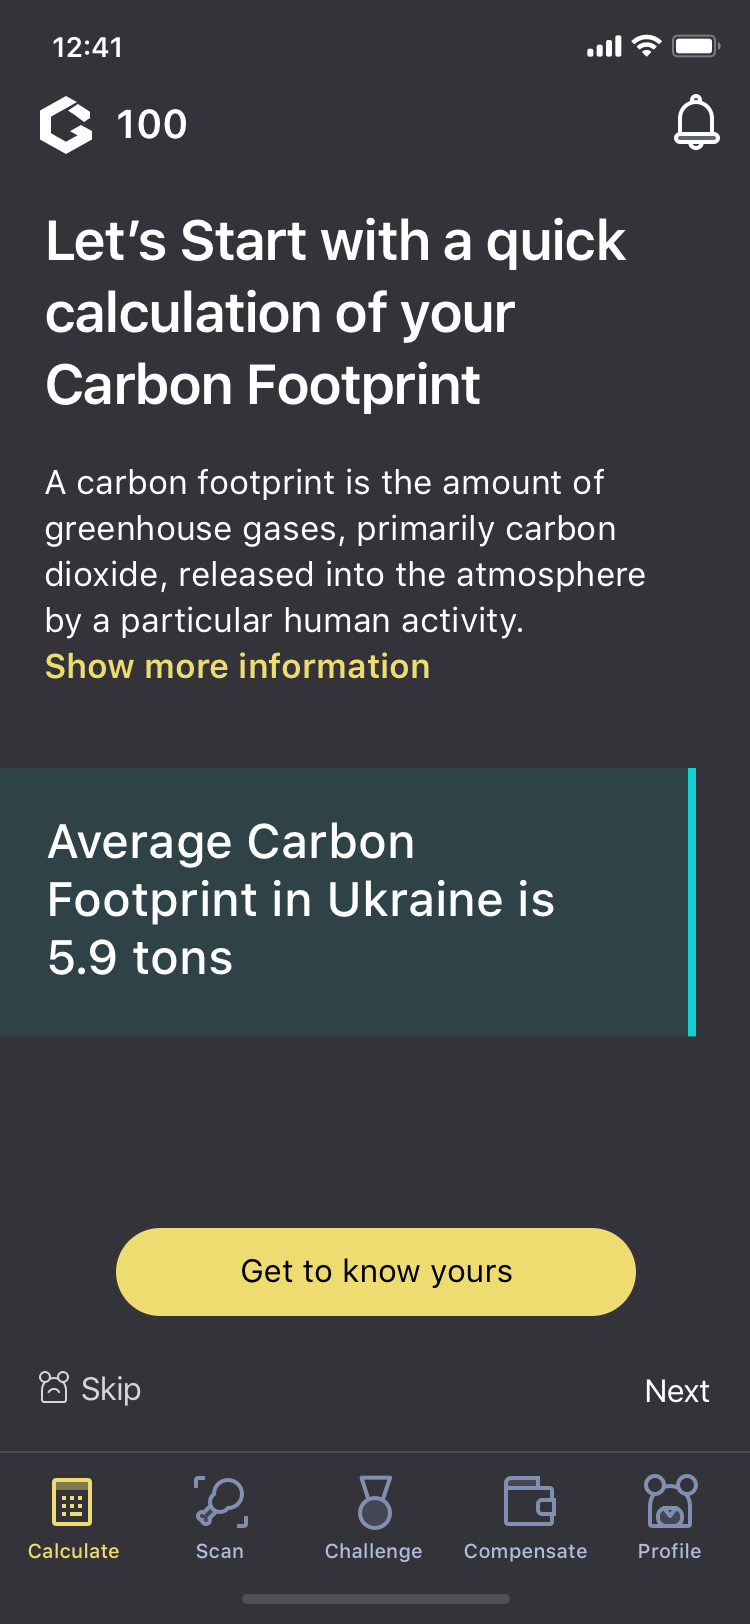 12:41
100
Let’s Start with a quick
calculation of your
Carbon Footprint
A carbon footprint is the amount of
greenhouse gases, primarily carbon
dioxide, released into the atmosphere
by a particular human activity.
Show more information
Average Carbon
Footprint in Ukraine is
5.9 tons
Get to know yours
Skip
Next
Calculate
Scan
Challenge
Compensate
Profile